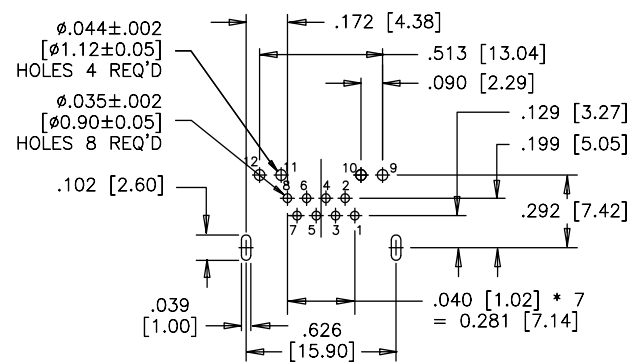 ø.044±.002
[ø1.12±0.05]
HOLES 4 REQ'D
ø.035±.002
[ø0.90±0.05]
HOLES 8 REQ'D
.102 [2.60]
.172 [4.38]
.513 [13.04]
.090 [2.29]
.129 [3.27]
.199 [5.05]
.292 [7.42]
12 11 10 9
8 6 4 2
7 5 3 1
.039
[1.00]
.626
[15.90]
.040 [1.02] * 7
= 0.281 [7.14]